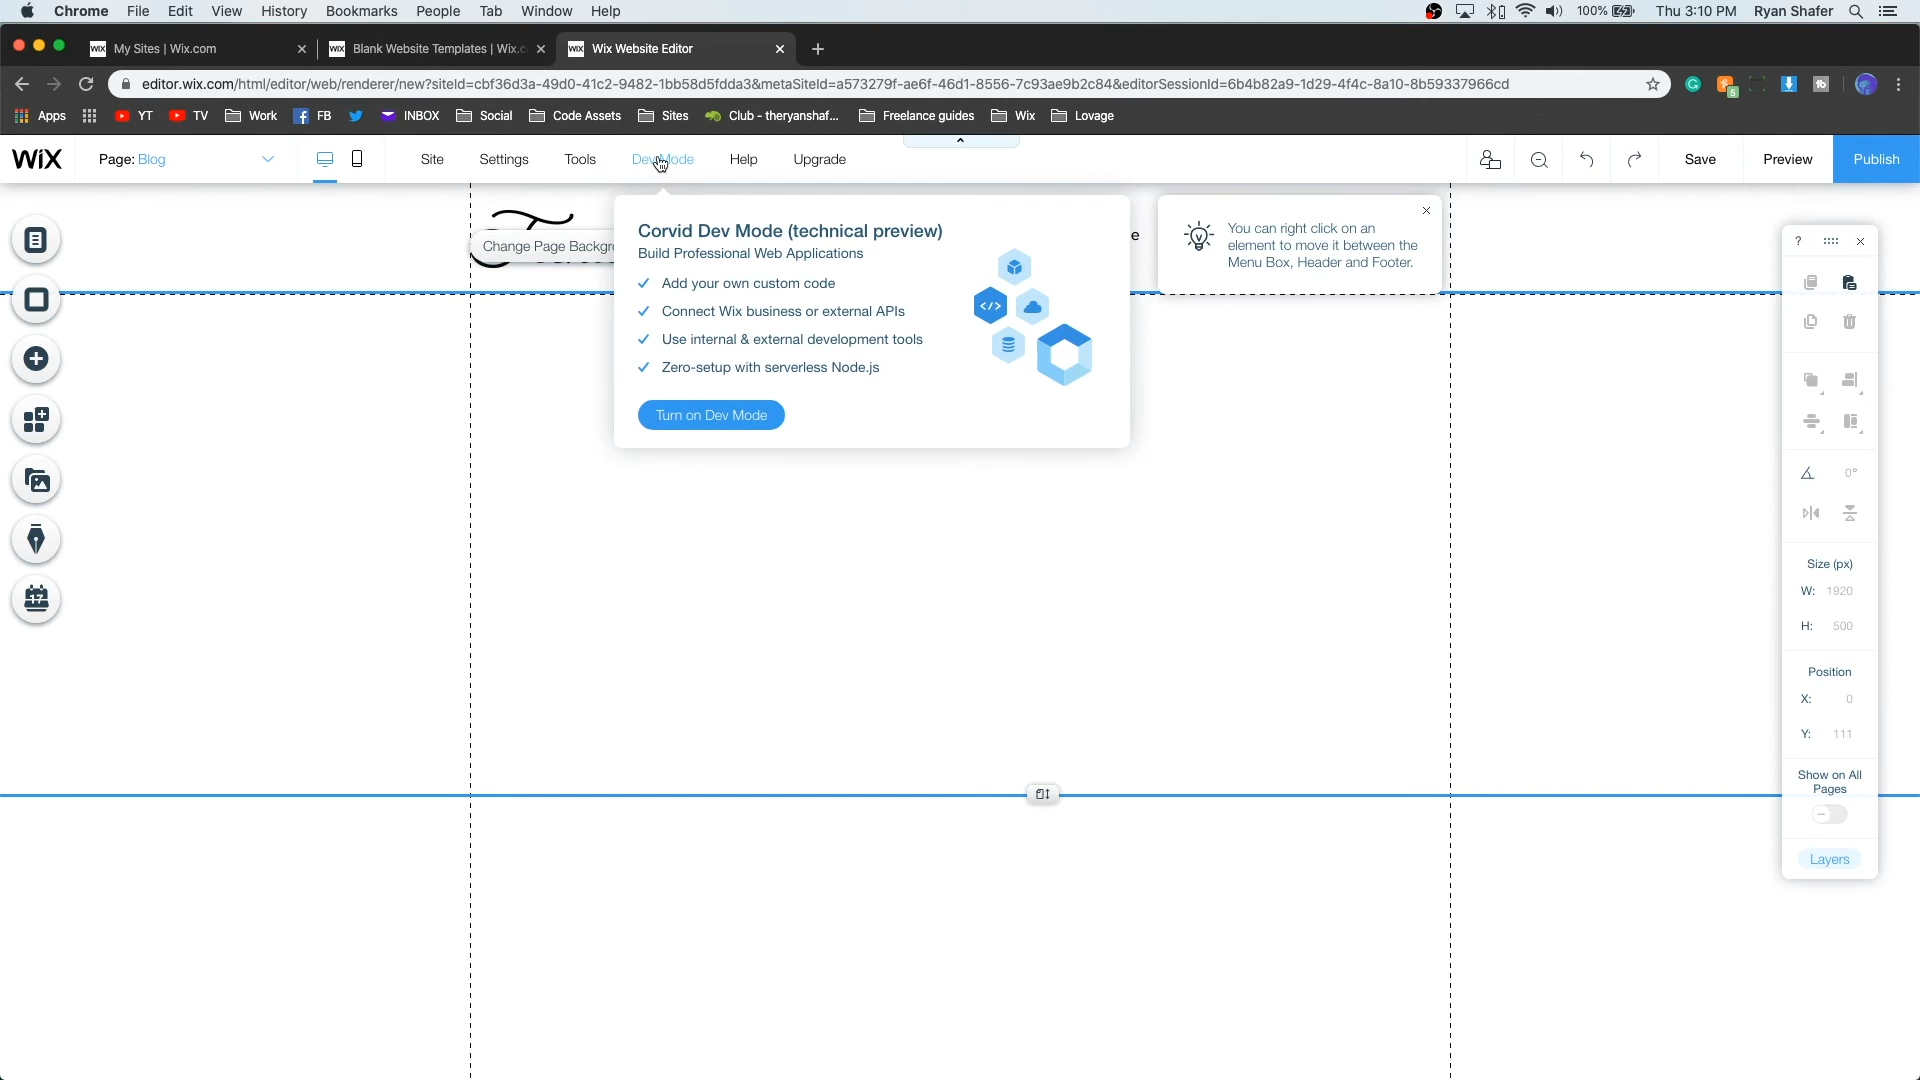 Chrome File Edit View History Bookmarks People Tab Window Help 100% Thu 3:10 PM Ryan Shafer
WiX My Sites | Wix.com WiX Blank Website Templates | Wix.c WiX Wix Website Editor
editor.wix.com/html/editor/web/renderer/new?siteId=cbf36d3a-49d0-41c2-9482-1bb58d5fdda3&metaSiteId=a573279f-ae6f-46d1-8556-7c93ae9b2c84&editorSessionId=6b4b82a9-1d29-4f4c-8a10-8b59337966cd 5 tb
Apps YT TV Work FB INBOX Social Code Assets Sites Club - theryanshaf... Freelance guides Wix Lovage
WiX Page: Blog Site Settings Tools Dev Mode Help Upgrade Save Preview Publish
Change Page Backgro
e
Corvid Dev Mode (technical preview)
Build Professional Web Applications
Add your own custom code
Connect Wix business or external APIs
Use internal & external development tools
Zero-setup with serverless Node.js
Turn on Dev Mode
</>
You can right click on an
element to move it between the
Menu Box, Header and Footer.
17
?
0°
Size (px)
W: 1920
H: 500
Position
X: 0
Y: 111
Show on All
Pages
Layers